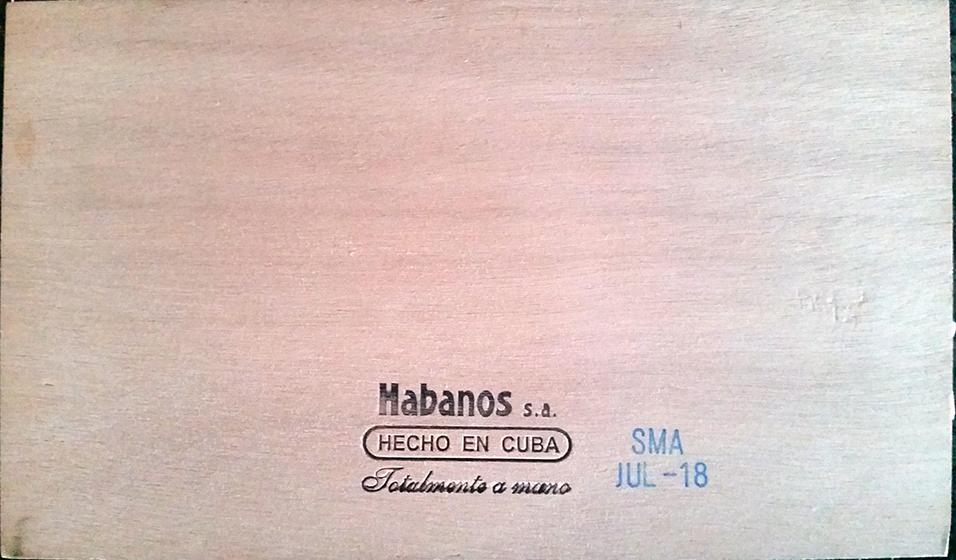 Habanos s.a.
HECHO EN CUBA
Totalmente a mano
SMA
JUL-18